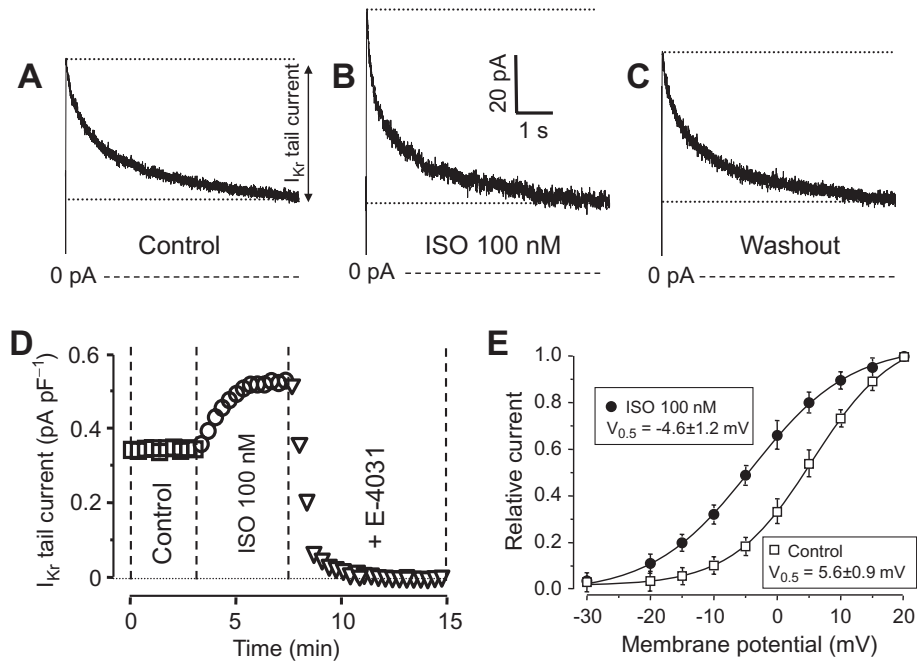 A
I_Kr tail current
Control
0 pA
B
20 pA
1 s
ISO 100 nM
0 pA
C
Washout
0 pA
D
I_Kr tail current (pA pF⁻¹)
0.6
0.4
0.2
0
Control
ISO 100 nM
+ E-4031
0
5
10
15
Time (min)
E
Relative current
1.0
0.8
0.6
0.4
0.2
0.0
ISO 100 nM
V₀.₅ = -4.6±1.2 mV
Control
V₀.₅ = 5.6±0.9 mV
-30
-20
-10
0
10
20
Membrane potential (mV)